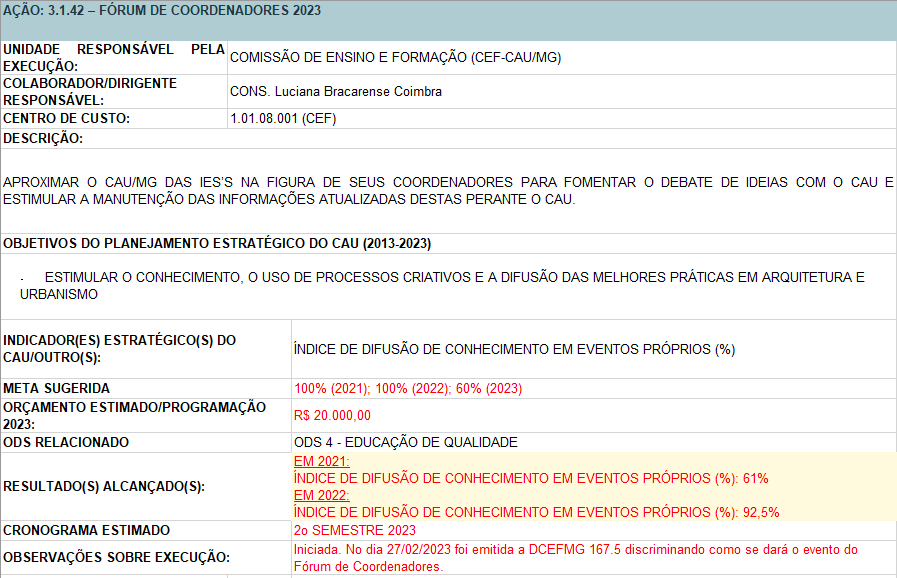 AÇÃO: 3.1.42 – FÓRUM DE COORDENADORES 2023
UNIDADE RESPONSÁVEL PELA
EXECUÇÃO:
COMISSÃO DE ENSINO E FORMAÇÃO (CEF-CAU/MG)
COLABORADOR/DIRIGENTE
RESPONSÁVEL:
CONS. Luciana Bracarense Coimbra
CENTRO DE CUSTO:
1.01.08.001 (CEF)
DESCRIÇÃO:
APROXIMAR O CAU/MG DAS IES'S NA FIGURA DE SEUS COORDENADORES PARA FOMENTAR O DEBATE DE IDEIAS COM O CAU E
ESTIMULAR A MANUTENÇÃO DAS INFORMAÇÕES ATUALIZADAS DESTAS PERANTE O CAU.
OBJETIVOS DO PLANEJAMENTO ESTRATÉGICO DO CAU (2013-2023)
- ESTIMULAR O CONHECIMENTO, O USO DE PROCESSOS CRIATIVOS E A DIFUSÃO DAS MELHORES PRÁTICAS EM ARQUITETURA E
URBANISMO
INDICADOR(ES) ESTRATÉGICO(S) DO
CAU/OUTRO(S):
ÍNDICE DE DIFUSÃO DE CONHECIMENTO EM EVENTOS PRÓPRIOS (%)
META SUGERIDA
100% (2021); 100% (2022); 60% (2023)
ORÇAMENTO ESTIMADO/PROGRAMAÇÃO
2023:
R$ 20.000,00
ODS RELACIONADO
ODS 4 - EDUCAÇÃO DE QUALIDADE
RESULTADO(S) ALCANÇADO(S):
EM 2021:
ÍNDICE DE DIFUSÃO DE CONHECIMENTO EM EVENTOS PRÓPRIOS (%): 61%
EM 2022:
ÍNDICE DE DIFUSÃO DE CONHECIMENTO EM EVENTOS PRÓPRIOS (%): 92,5%
CRONOGRAMA ESTIMADO
2o SEMESTRE 2023
OBSERVAÇÕES SOBRE EXECUÇÃO:
Iniciada. No dia 27/02/2023 foi emitida a DCEFMG 167.5 discriminando como se dará o evento do
Fórum de Coordenadores.